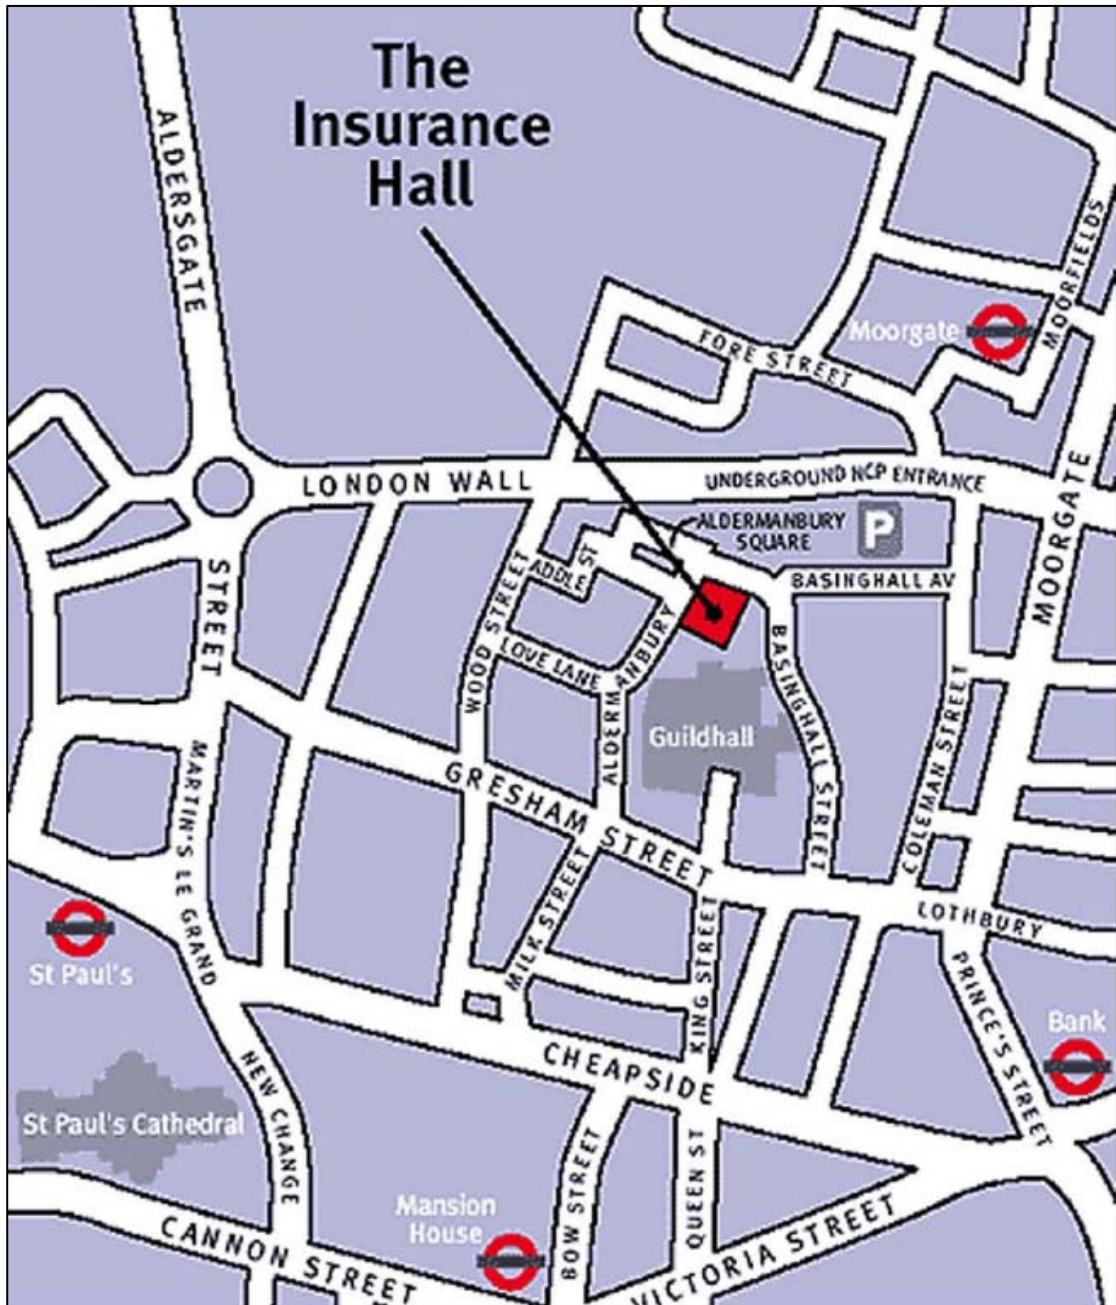 The
Insurance
Hall
ALDERSGATE
MOORFIELDS
Moorgate
FORE STREET
LONDON WALL
UNDERGROUND NCP ENTRANCE
MOORGATE
ALDERMANBURY
SQUARE
P
STREET
ADDLE ST
BASINGHALL AV
WOOD STREET
LOVE LANE
ALDERMANBURY
BASINGHALL STREET
COLEMAN STREET
Guildhall
MARTIN'S LE GRAND
GRESHAM STREET
MILK STREET
KING STREET
LOTHBURY
PRINCE'S STREET
St Paul's
Bank
CHEAPSIDE
NEW CHANGE
St Paul's Cathedral
BOW STREET
QUEEN ST
Mansion
House
CANNON STREET
VICTORIA STREET